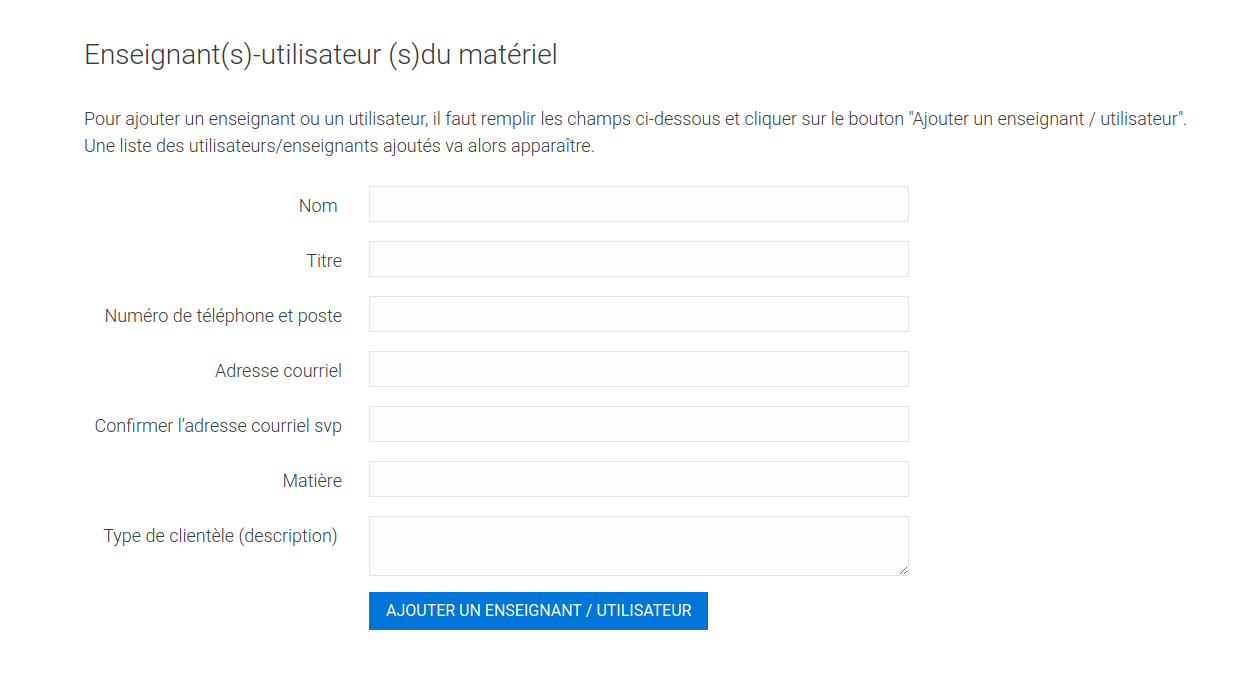 Enseignant(s)-utilisateur (s)du matériel
Pour ajouter un enseignant ou un utilisateur, il faut remplir les champs ci-dessous et cliquer sur le bouton "Ajouter un enseignant / utilisateur".
Une liste des utilisateurs/enseignants ajoutés va alors apparaître.
Nom
Titre
Numéro de téléphone et poste
Adresse courriel
Confirmer l’adresse courriel svp
Matière
Type de clientèle (description)
AJOUTER UN ENSEIGNANT / UTILISATEUR